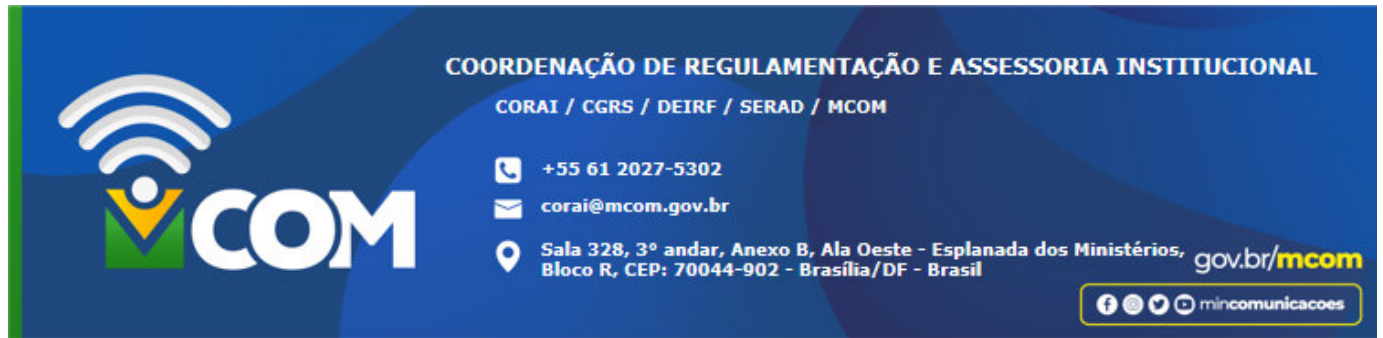 COORDENAÇÃO DE REGULAMENTAÇÃO E ASSESSORIA INSTITUCIONAL
CORAI / CGRS / DEIRF / SERAD / MCOM
+55 61 2027-5302
corai@mcom.gov.br
Sala 328, 3º andar, Anexo B, Ala Oeste - Esplanada dos Ministérios,
Bloco R, CEP: 70044-902 - Brasília/DF - Brasil
MCOM
gov.br/mcom
mincomunicacoes